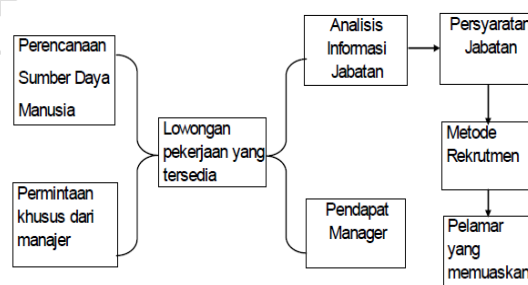 Perencanaan
Sumber Daya
Manusia
Permintaan
khusus dari
manajer
Lowongan
pekerjaan yang
tersedia
Analisis
Informasi
Jabatan
Pendapat
Manager
Persyaratan
Jabatan
Metode
Rekrutmen
Pelamar
yang
memuaskan